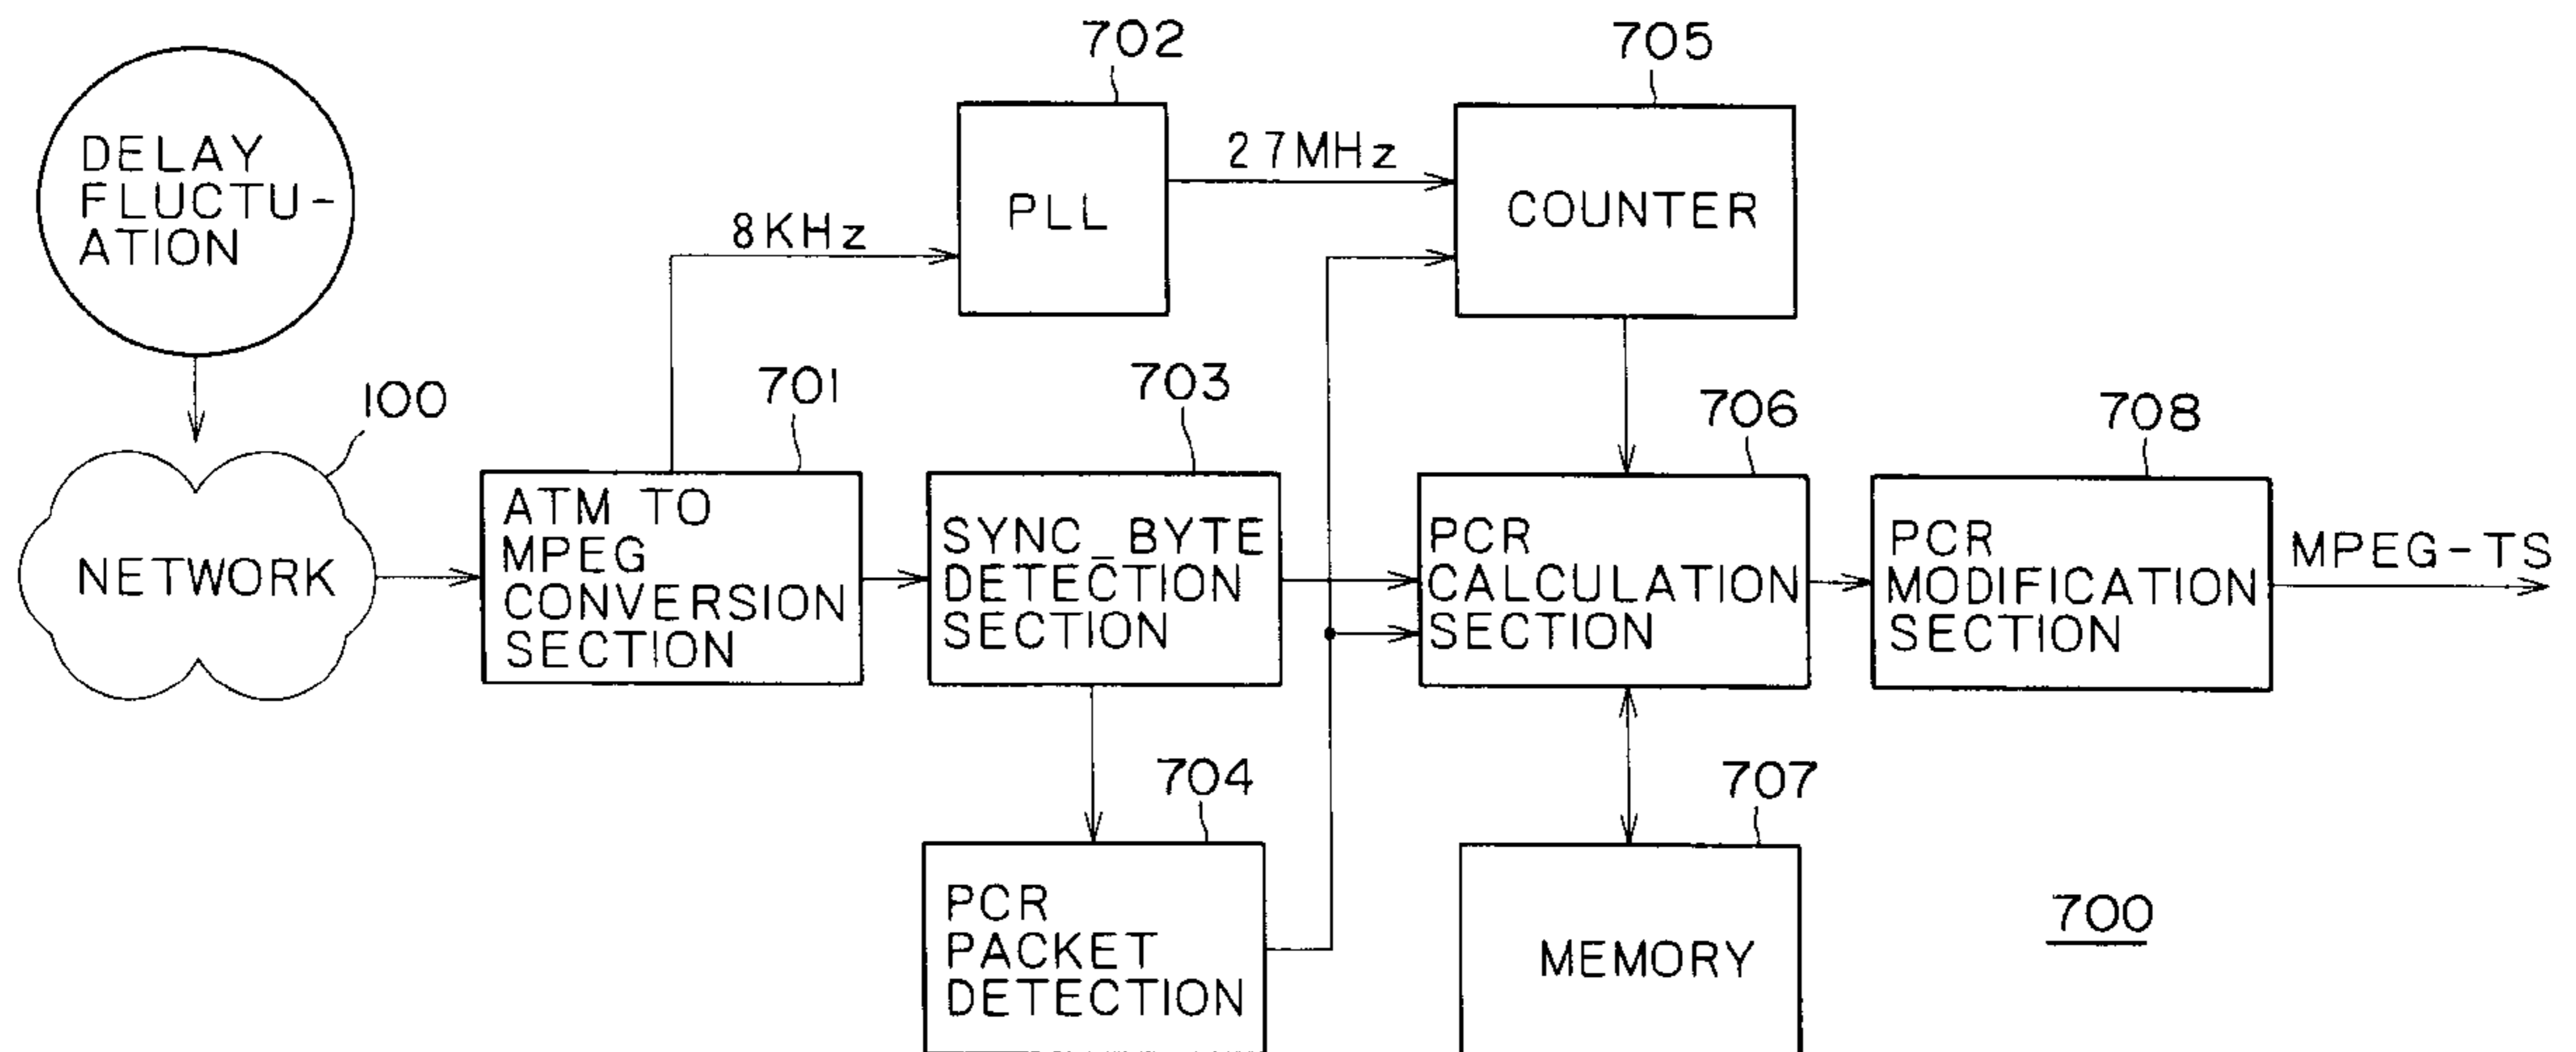 702
705
DELAY
FLUCTU-
ATION
27MHz
PLL
COUNTER
8KHz
100
701
703
706
708
NETWORK
ATM TO
MPEG
CONVERSION
SECTION
SYNC_BYTE
DETECTION
SECTION
PCR
CALCULATION
SECTION
PCR
MODIFICATION
SECTION
MPEG-TS
704
707
PCR
PACKET
DETECTION
MEMORY
700